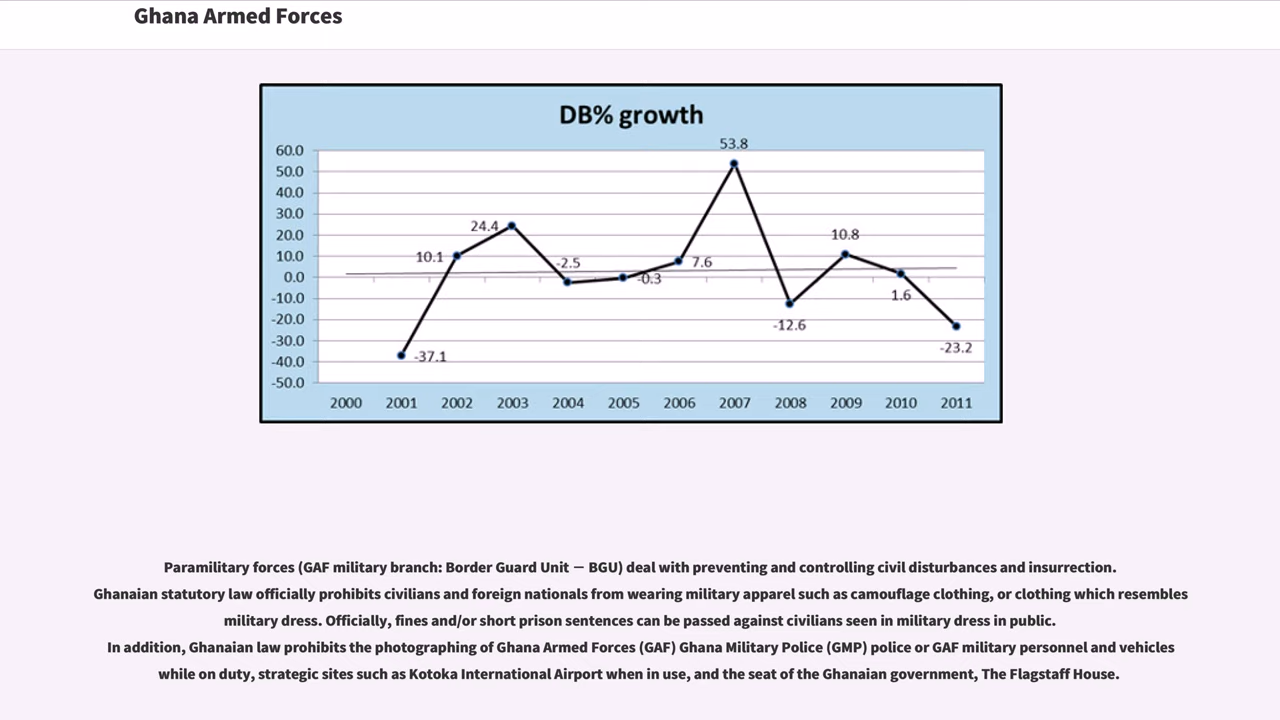 Ghana Armed Forces
DB% growth
53.8
60.0
50.0
40.0
30.0
20.0
10.0
0.0
-10.0
-20.0
-30.0
-40.0
-50.0
-37.1
10.1
24.4
-2.5
-0.3
7.6
-12.6
10.8
1.6
-23.2
2000 2001 2002 2003 2004 2005 2006 2007 2008 2009 2010 2011
Paramilitary forces (GAF military branch: Border Guard Unit — BGU) deal with preventing and controlling civil disturbances and insurrection.
Ghanaian statutory law officially prohibits civilians and foreign nationals from wearing military apparel such as camouflage clothing, or clothing which resembles
military dress. Officially, fines and/or short prison sentences can be passed against civilians seen in military dress in public.
In addition, Ghanaian law prohibits the photographing of Ghana Armed Forces (GAF) Ghana Military Police (GMP) police or GAF military personnel and vehicles
while on duty, strategic sites such as Kotoka International Airport when in use, and the seat of the Ghanaian government, The Flagstaff House.